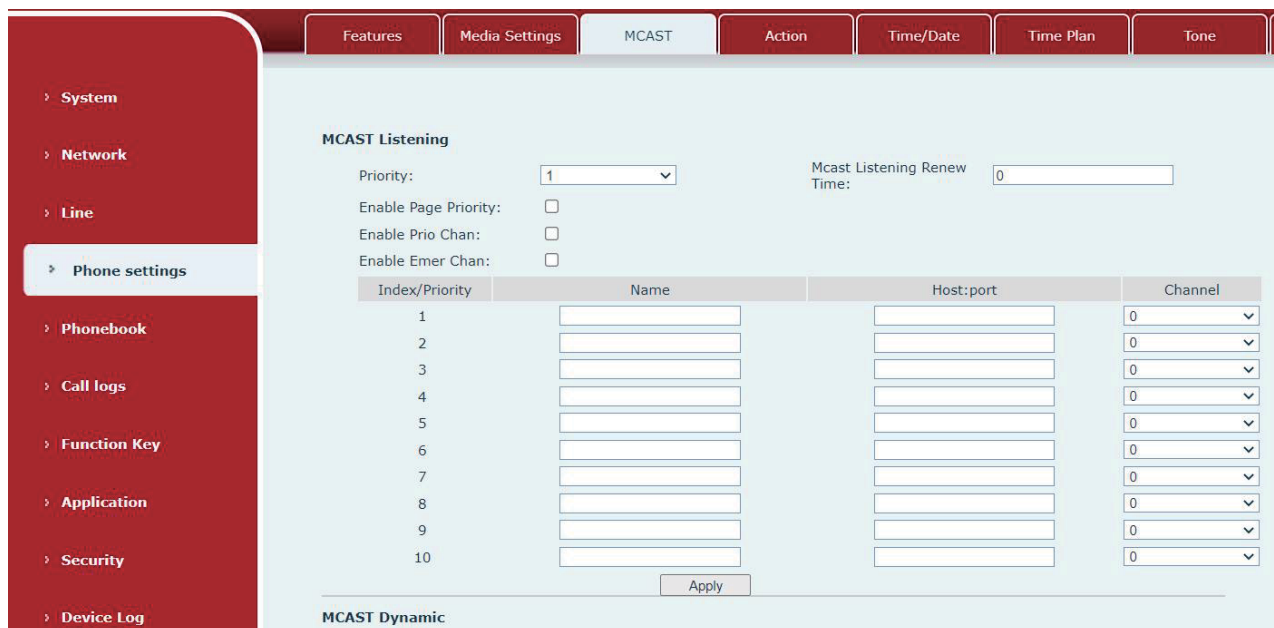 Features Media Settings MCAST Action Time/Date Time Plan Tone
System
Network
Line
Phone settings
Phonebook
Call logs
Function Key
Application
Security
Device Log
MCAST Listening
Priority: 1 Mcast Listening Renew Time: 0
Enable Page Priority:
Enable Prio Chan:
Enable Emer Chan:
Index/Priority Name Host:port Channel
1 0
2 0
3 0
4 0
5 0
6 0
7 0
8 0
9 0
10 0
Apply
MCAST Dynamic